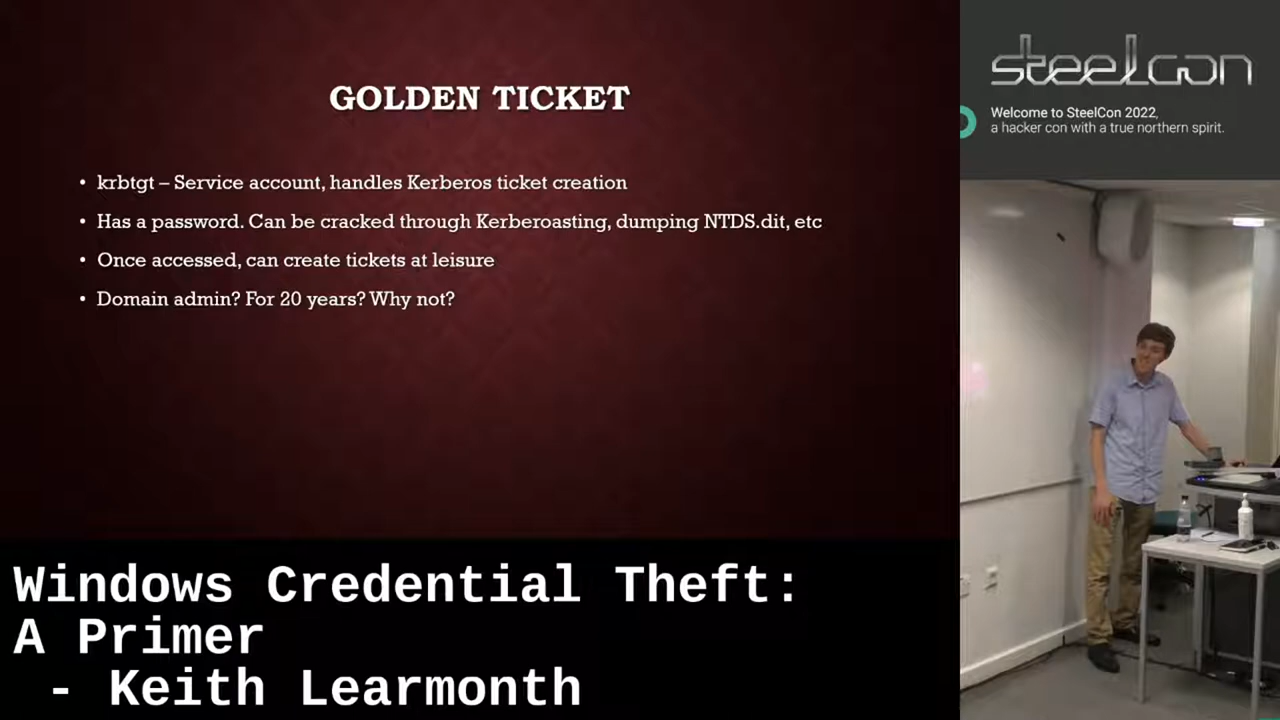 GOLDEN TICKET
• krbtgt – Service account, handles Kerberos ticket creation
• Has a password. Can be cracked through Kerberoasting, dumping NTDS.dit, etc
• Once accessed, can create tickets at leisure
• Domain admin? For 20 years? Why not?
Windows Credential Theft:
A Primer
- Keith Learmonth
steelcon
Welcome to SteelCon 2022,
a hacker con with a true northern spirit.